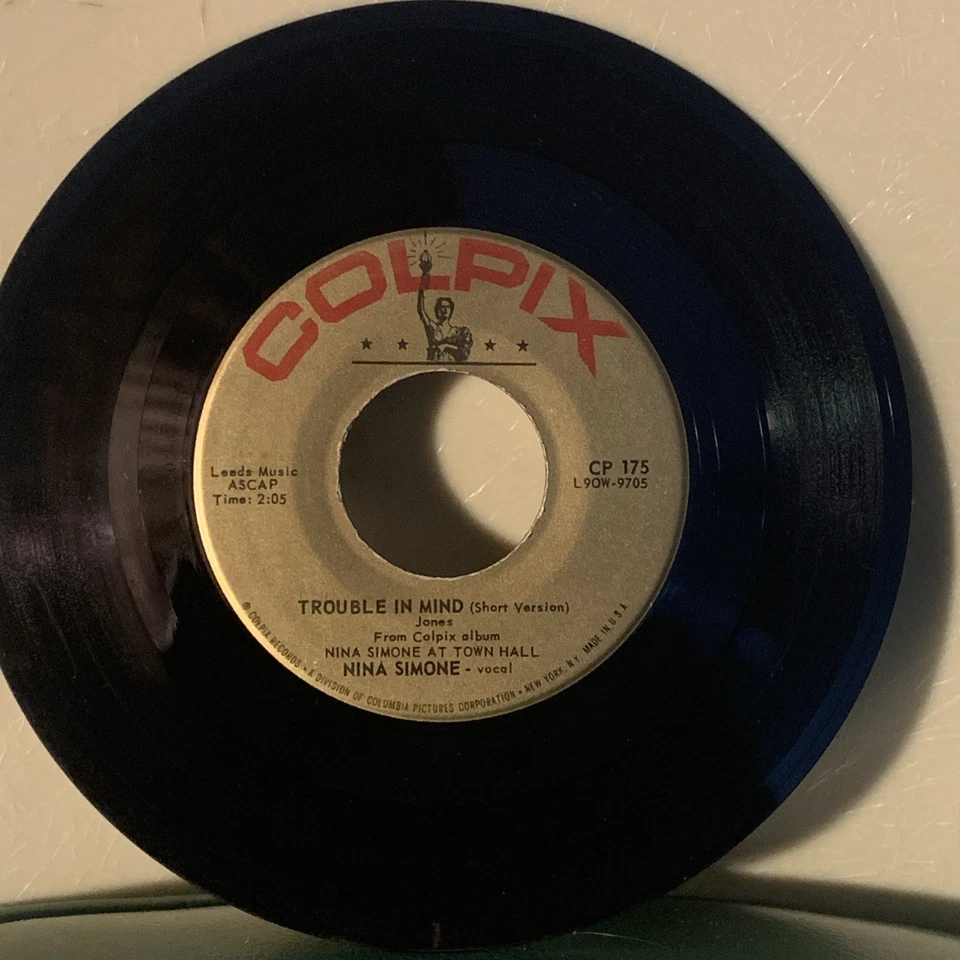 COLPIX
Leeds Music
ASCAP
Time: 2:05
CP 175
L9OW-9705
TROUBLE IN MIND (Short Version)
Jones
From Colpix album
NINA SIMONE AT TOWN HALL
NINA SIMONE - vocal
® COLPIX RECORDS • A DIVISION OF COLUMBIA PICTURES CORPORATION • NEW YORK, N.Y. MADE IN U.S.A